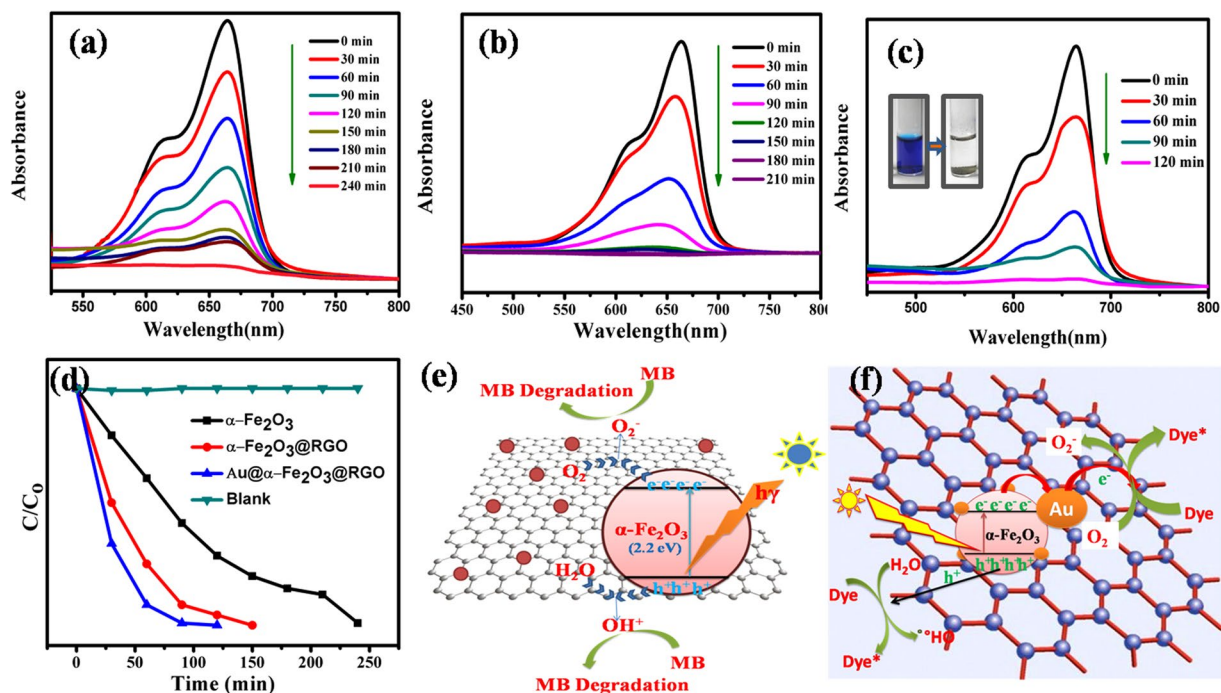 (a)
0 min
30 min
60 min
90 min
120 min
150 min
180 min
210 min
240 min
Absorbance
550 600 650 700 750 800
Wavelength(nm)
(b)
0 min
30 min
60 min
90 min
120 min
150 min
180 min
210 min
Absorbance
450 500 550 600 650 700 750 800
Wavelength(nm)
(c)
0 min
30 min
60 min
90 min
120 min
Absorbance
500 600 700 800
Wavelength(nm)
(d)
α–Fe₂O₃
α–Fe₂O₃@RGO
Au@α–Fe₂O₃@RGO
Blank
C/C₀
0 50 100 150 200 250
Time (min)
(e)
MB
MB Degradation
O₂⁻
O₂
e⁻e⁻e⁻e⁻
hγ
α-Fe₂O₃
(2.2 eV)
H₂O
h⁺h⁺h⁺h⁺
OH⁺
MB
MB Degradation
(f)
Dye*
O₂⁻
e⁻
e⁻ e⁻ e⁻ e⁻
Au
Dye
O₂
α-Fe₂O₃
H₂O
h⁺h⁺h⁺h⁺h⁺
h⁺
Dye
°°HO
Dye*